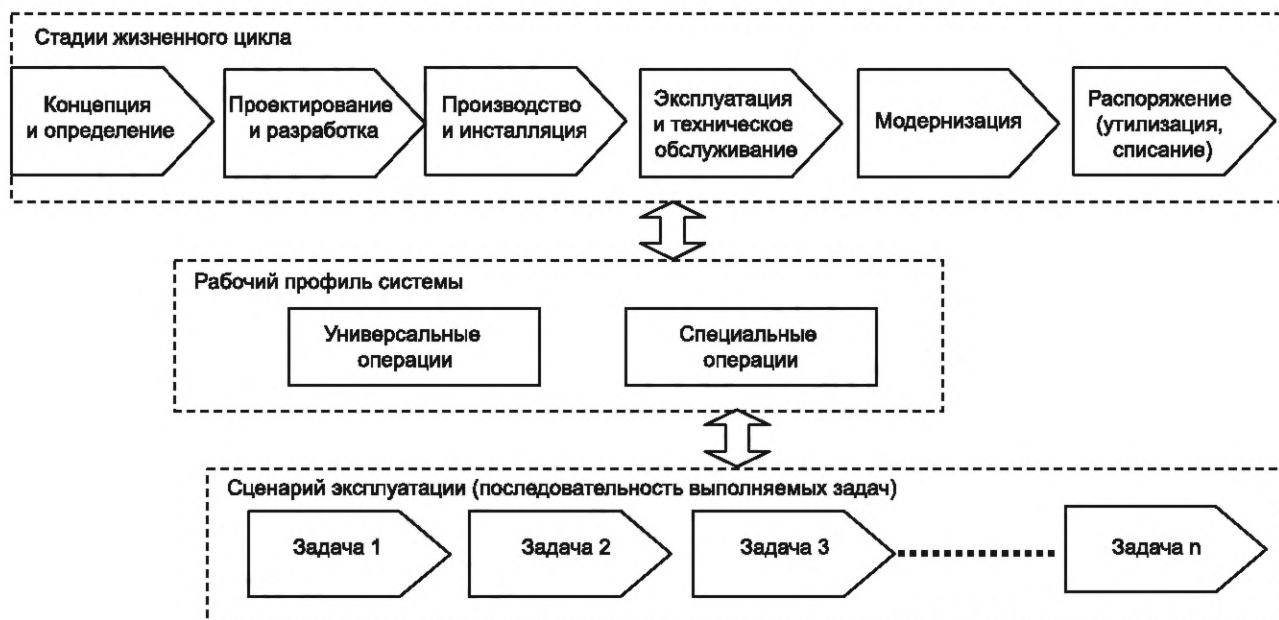 Стадии жизненного цикла
Концепция
и определение
Проектирование
и разработка
Производство
и инсталляция
Эксплуатация
и техническое
обслуживание
Модернизация
Распоряжение
(утилизация,
списание)
Рабочий профиль системы
Универсальные
операции
Специальные
операции
Сценарий эксплуатации (последовательность выполняемых задач)
Задача 1
Задача 2
Задача 3
Задача n